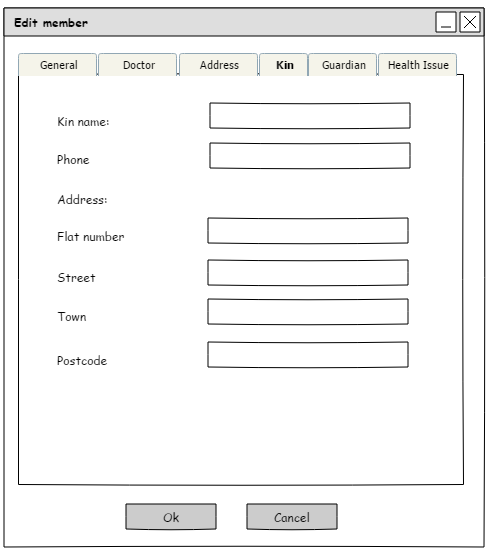 Edit member
General Doctor Address Kin Guardian Health Issue
Kin name:
Phone
Address:
Flat number
Street
Town
Postcode
Ok Cancel